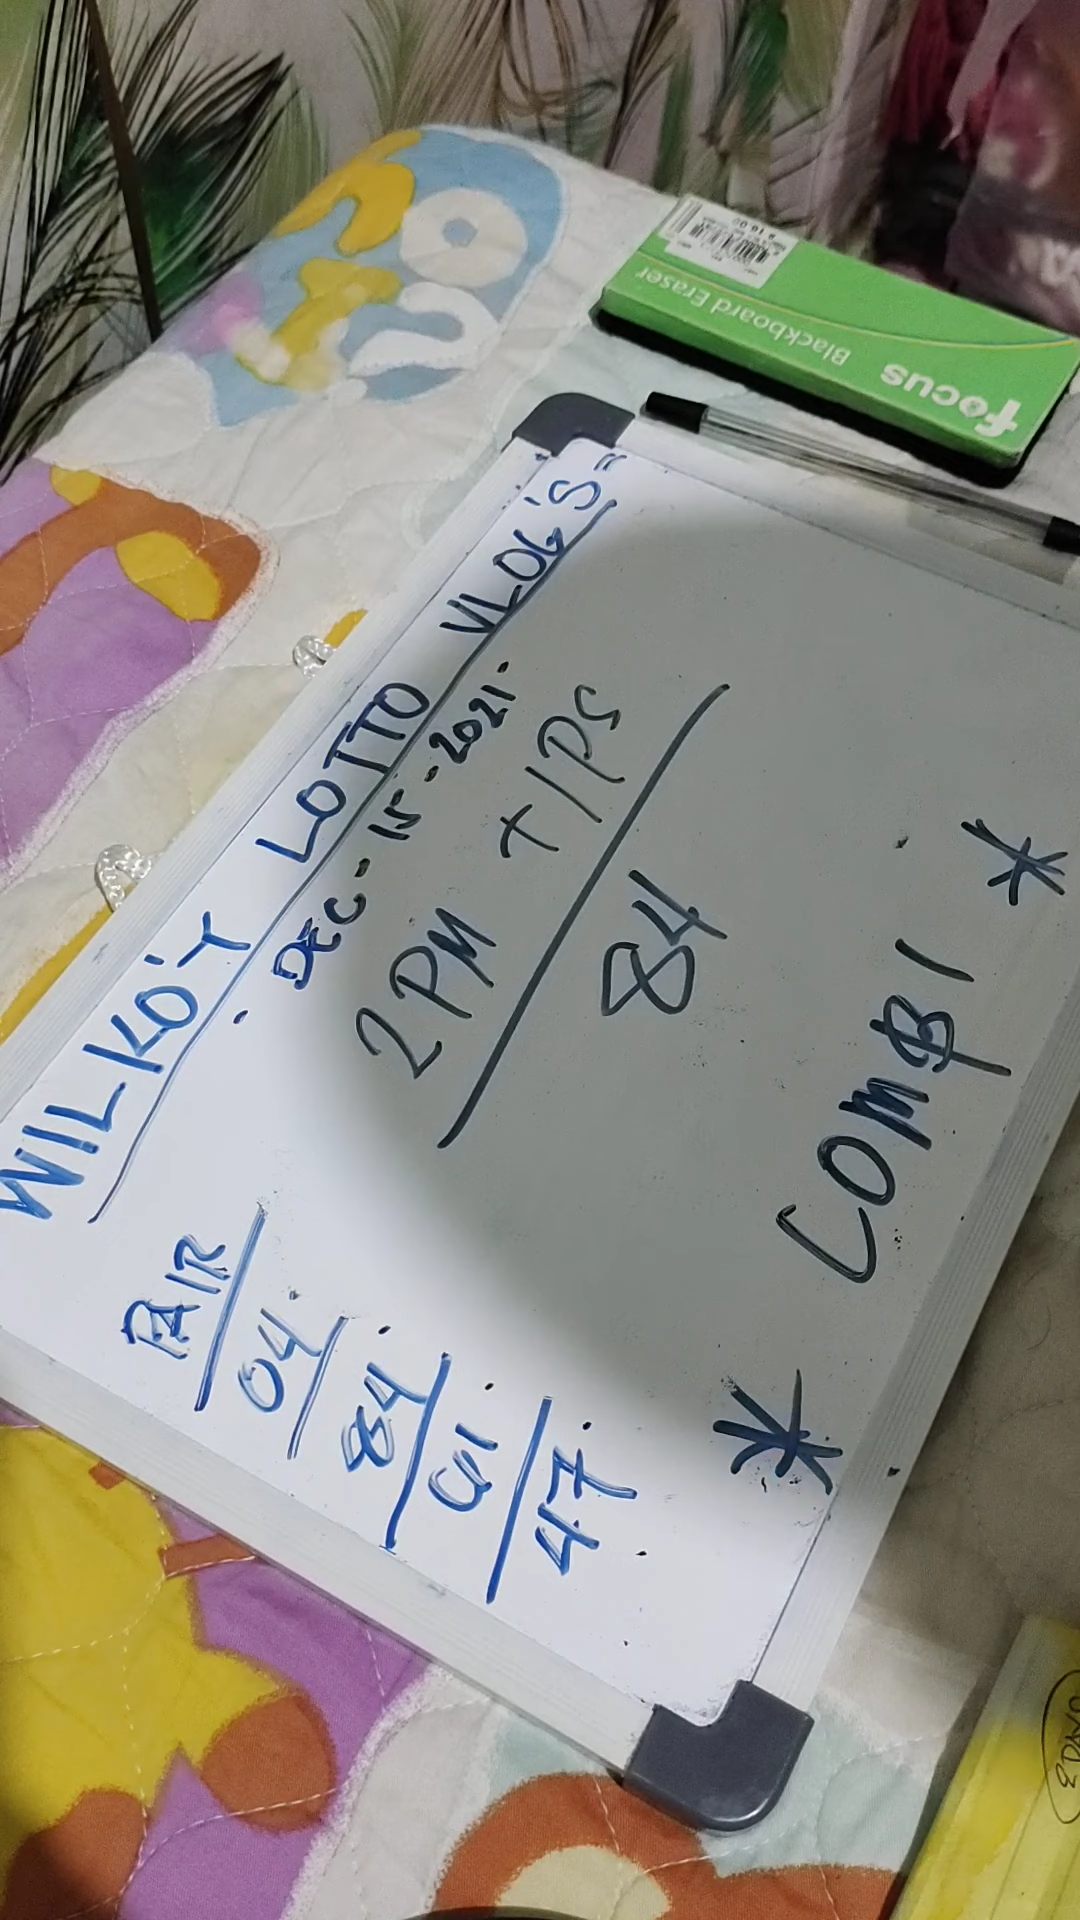 WILKO'Y LOTTO VLOG'S"
DEC-15-2021
2PM TIPS
84
COMBI
PAIR
04
84
41
47
focus
Blackboard Eraser